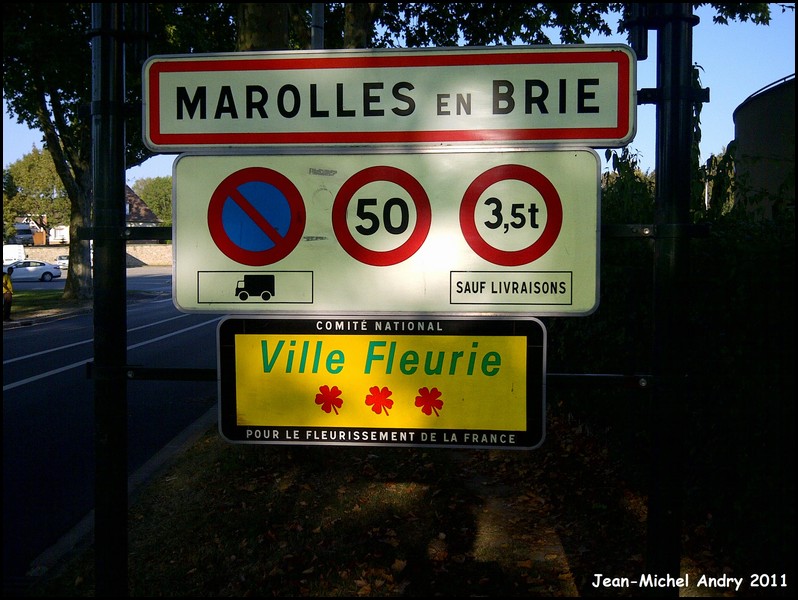 MAROLLES EN BRIE
50
3,5t
SAUF LIVRAISONS
COMITÉ NATIONAL
Ville Fleurie
POUR LE FLEURISSEMENT DE LA FRANCE
Jean-Michel Andry 2011